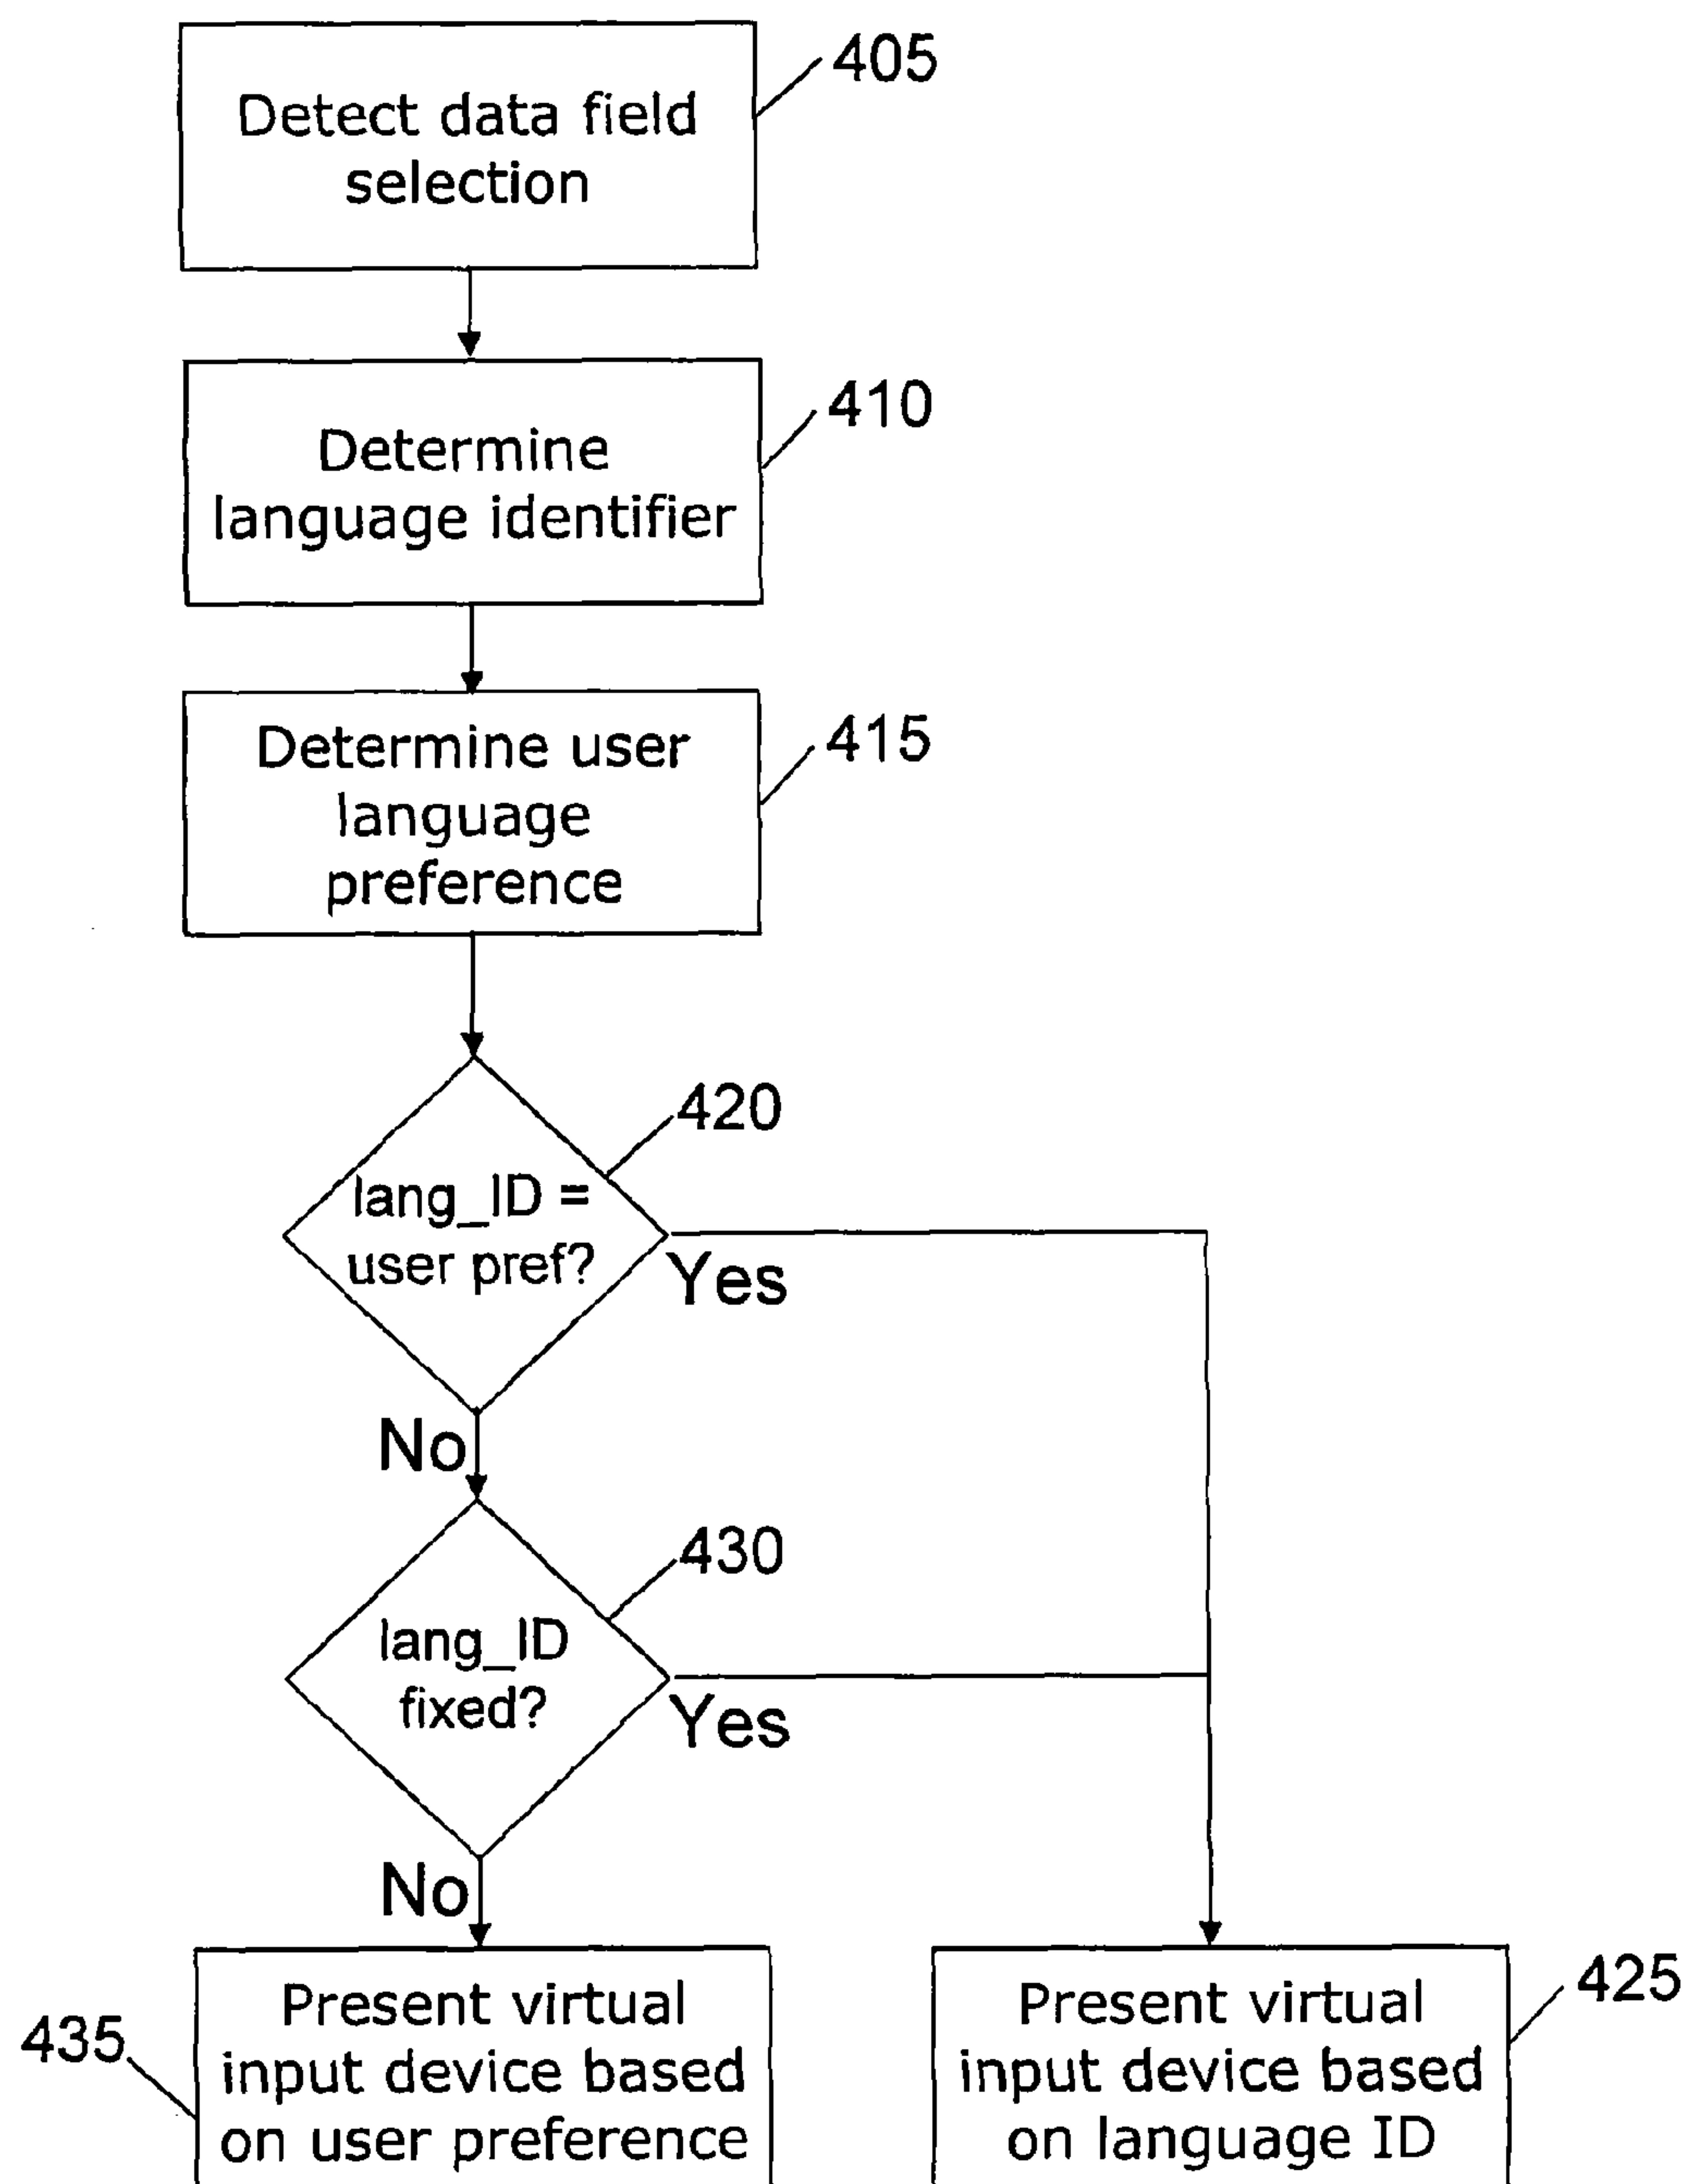 405
Detect data field
selection
410
Determine
language identifier
415
Determine user
language
preference
420
lang_ID =
user pref?
Yes
No
430
lang_ID
fixed?
Yes
No
435
Present virtual
input device based
on user preference
425
Present virtual
input device based
on language ID